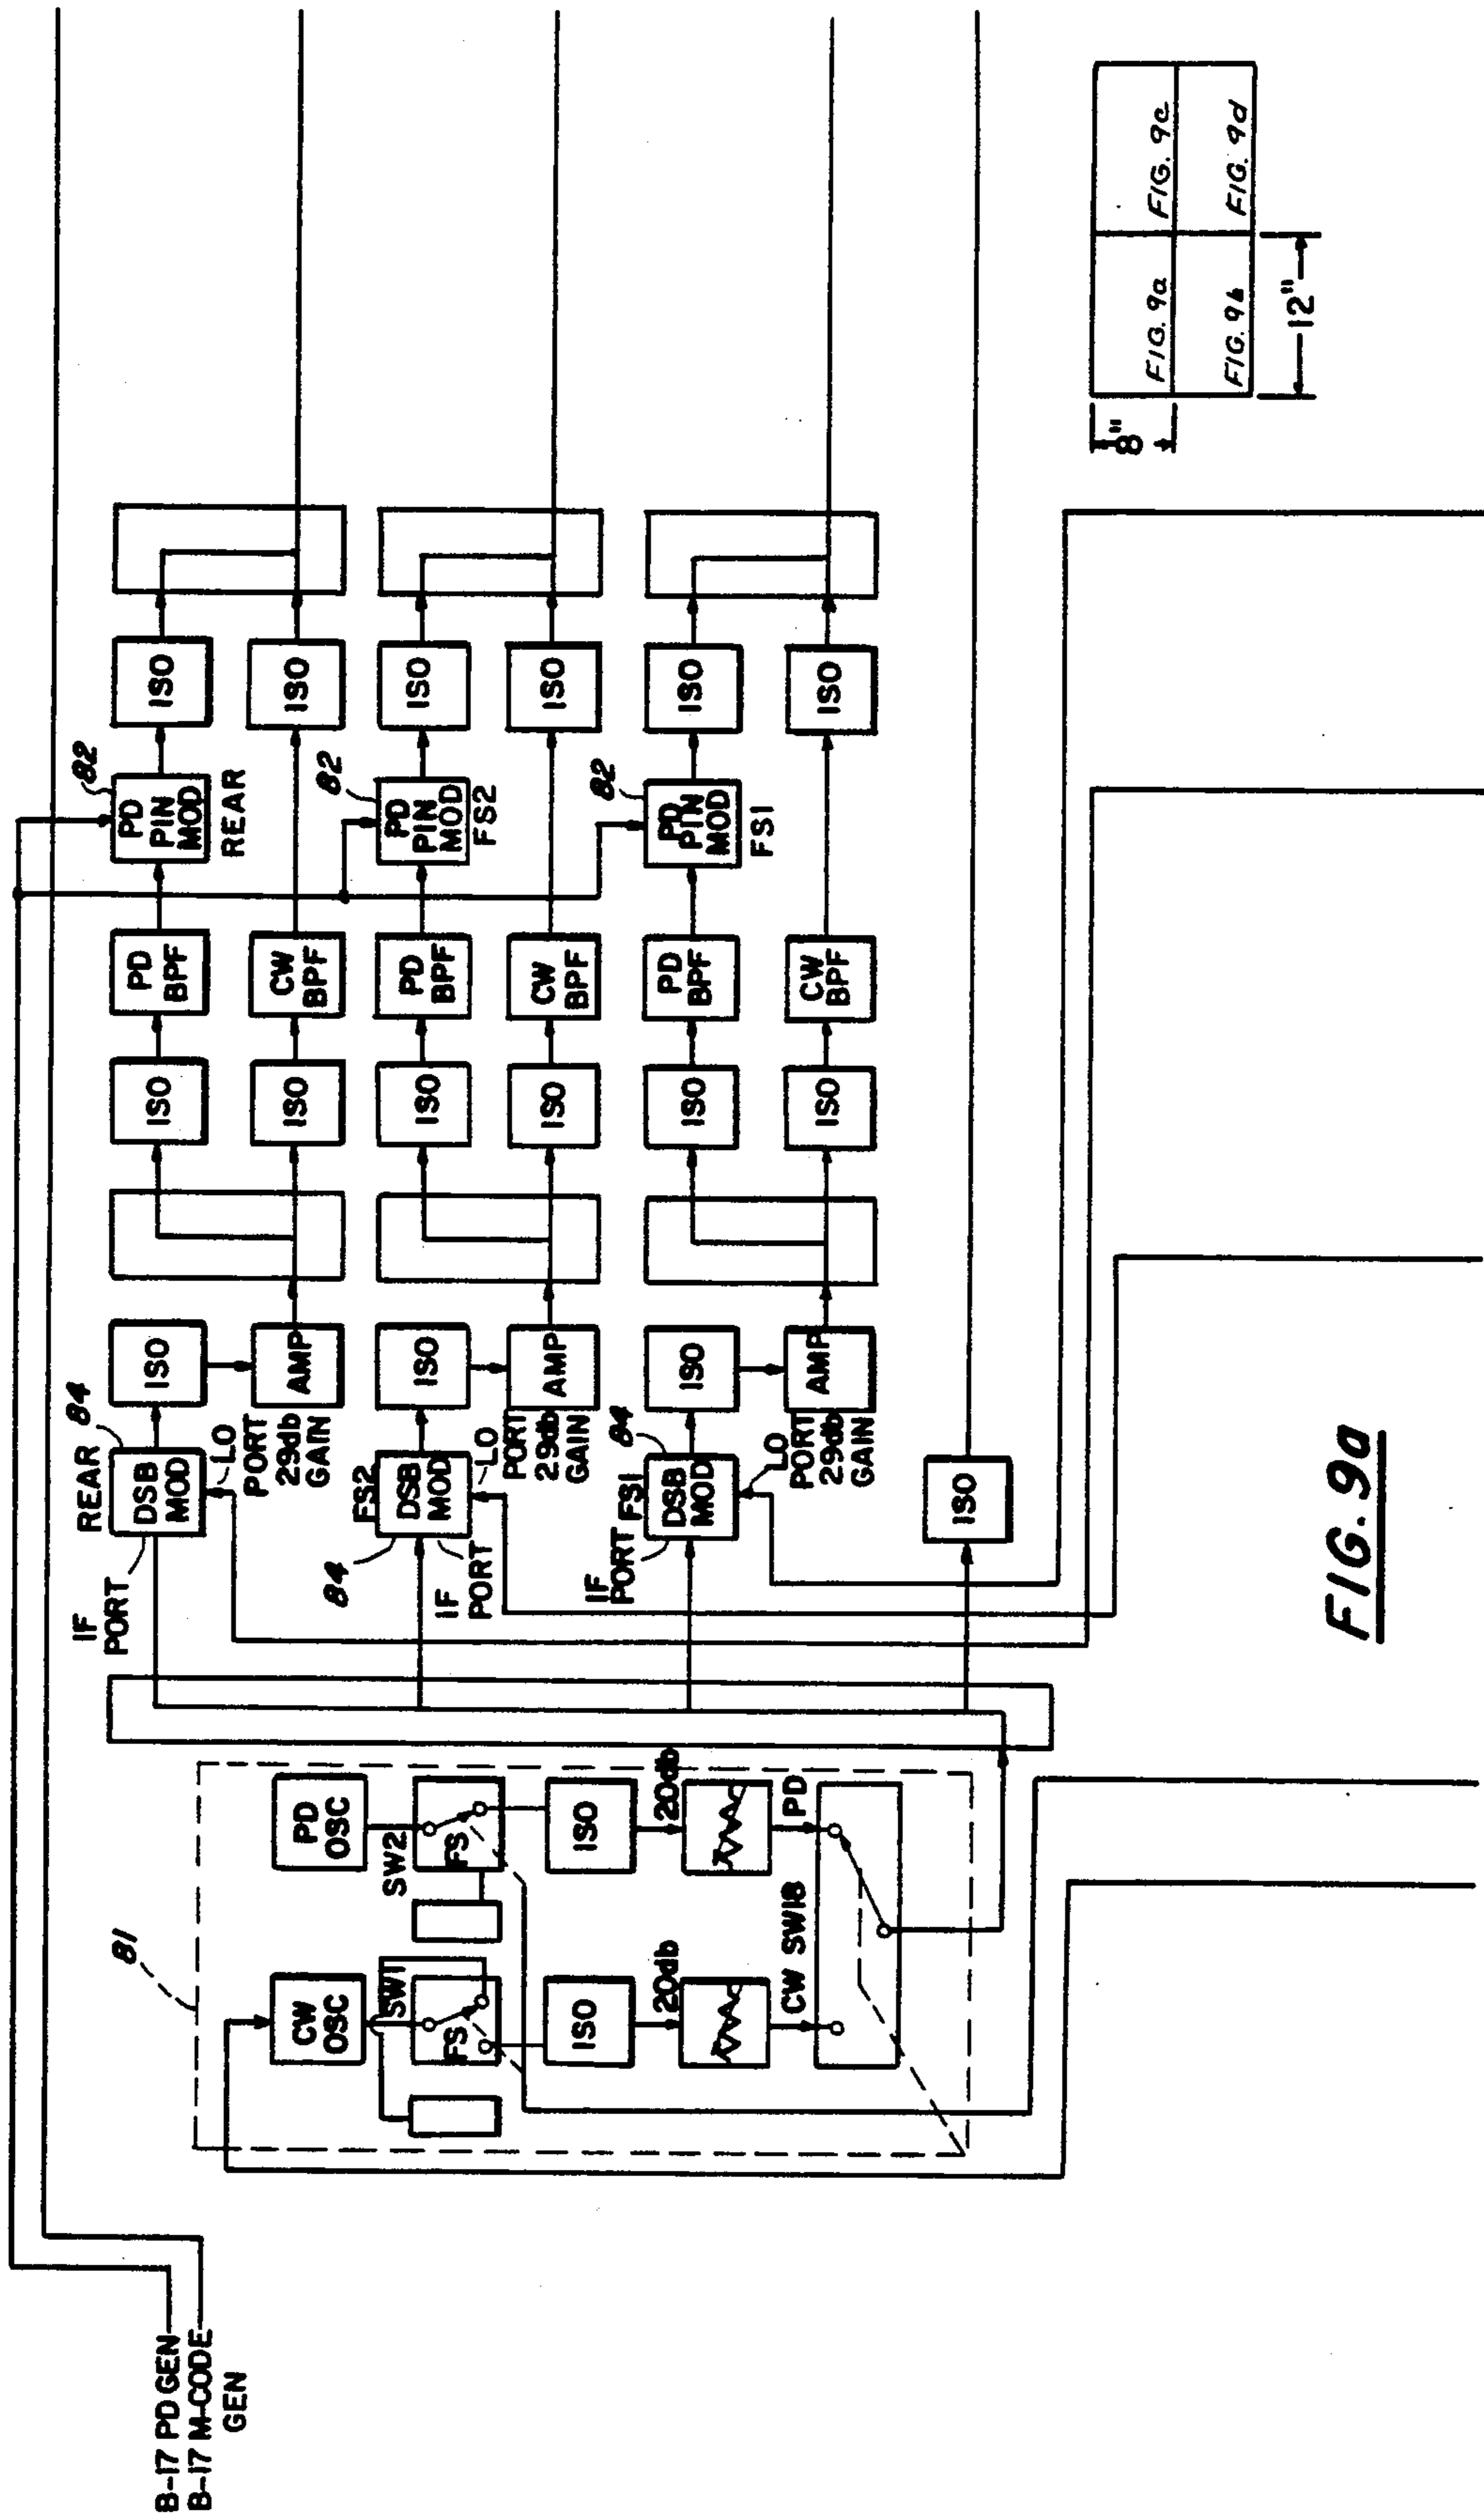 B-17 PD GEN
B-17 M-CODE
GEN
81
CW
OSC
PD
OSC
SW1
SW2
FS
FS
ISO
ISO
20db
20db
CW SW18
PD
IF
PORT
REAR
84
DSB
MOD
LO
PORT
ISO
AMP
29db
GAIN
ISO
PD
BPF
82
PD
PIN
MOD
REAR
ISO
ISO
CW
BPF
ISO
84
FS2
DSB
MOD
IF
PORT
LO
PORT
ISO
AMP
29db
GAIN
ISO
PD
BPF
82
PD
PIN
MOD
FS2
ISO
ISO
CW
BPF
ISO
IF
PORT
FS1
84
DSB
MOD
LO
PORT
ISO
AMP
29db
GAIN
ISO
PD
BPF
82
PD
PIN
MOD
FS1
ISO
ISO
CW
BPF
ISO
ISO
8"
FIG. 9a
FIG. 9c
FIG. 9b
FIG. 9d
12"
FIG. 9a